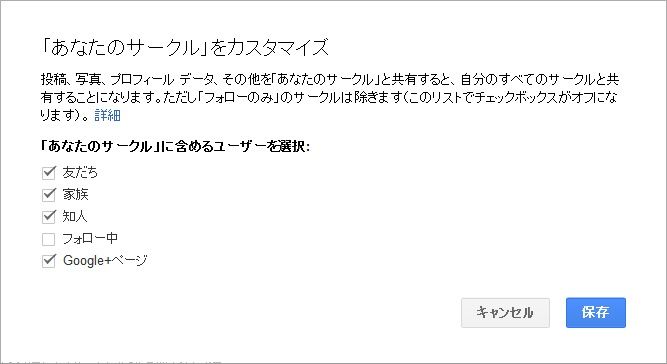 「あなたのサークル」をカスタマイズ
投稿、写真、プロフィール データ、その他を「あなたのサークル」と共有すると、自分のすべてのサークルと共
有することになります。ただし「フォローのみ」のサークルは除きます（このリストでチェックボックスがオフにな
ります）。 詳細
「あなたのサークル」に含めるユーザーを選択:
友だち
家族
知人
フォロー中
Google+ページ
キャンセル 保存